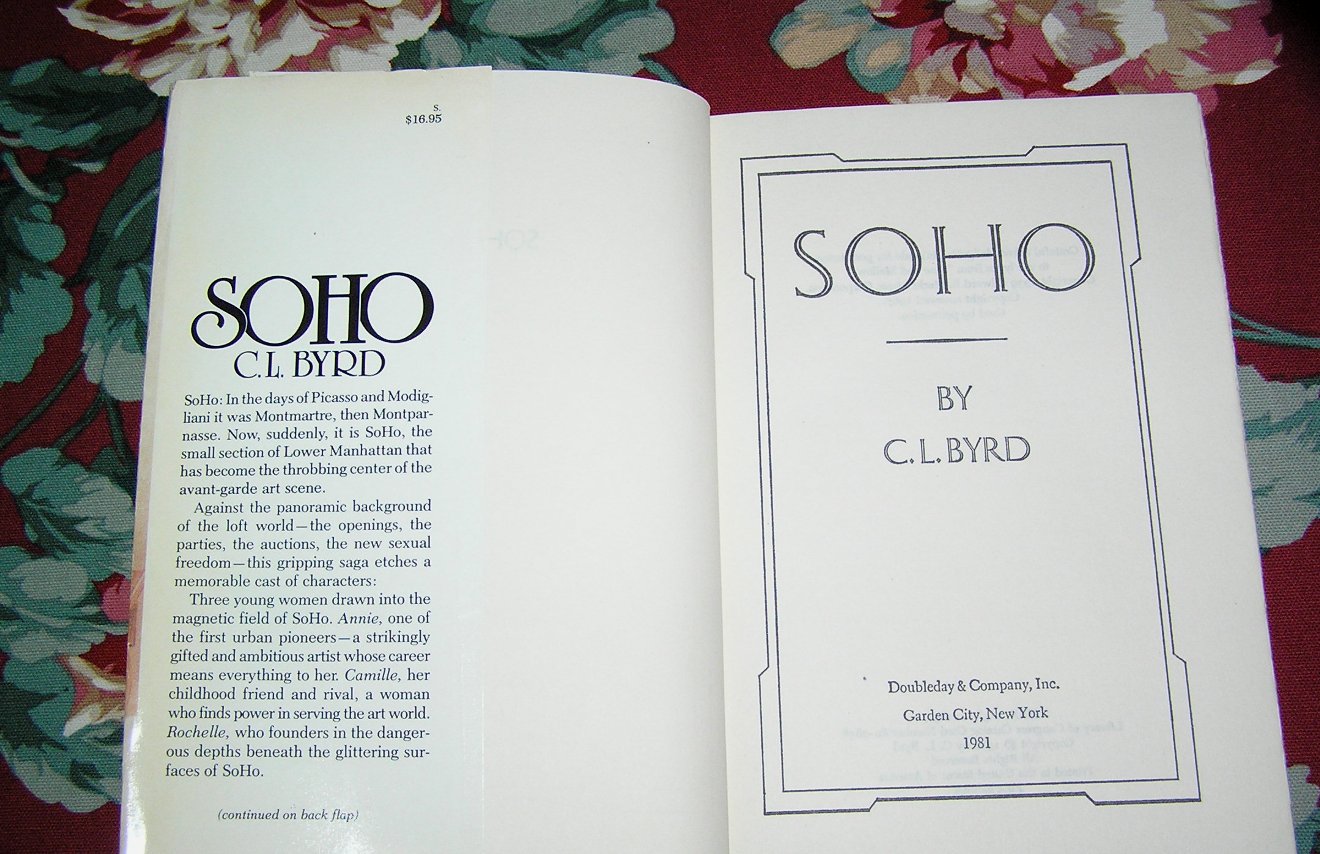 S.
$16.95
SOHO
C.L. BYRD
SoHo: In the days of Picasso and Modig-
liani it was Montmartre, then Montpar-
nasse. Now, suddenly, it is SoHo, the
small section of Lower Manhattan that
has become the throbbing center of the
avant-garde art scene.
Against the panoramic background
of the loft world—the openings, the
parties, the auctions, the new sexual
freedom—this gripping saga etches a
memorable cast of characters:
Three young women drawn into the
magnetic field of SoHo. Annie, one of
the first urban pioneers—a strikingly
gifted and ambitious artist whose career
means everything to her. Camille, her
childhood friend and rival, a woman
who finds power in serving the art world.
Rochelle, who founders in the danger-
ous depths beneath the glittering sur-
faces of SoHo.
(continued on back flap)
SOHO
BY
C.L. BYRD
Doubleday & Company, Inc.
Garden City, New York
1981